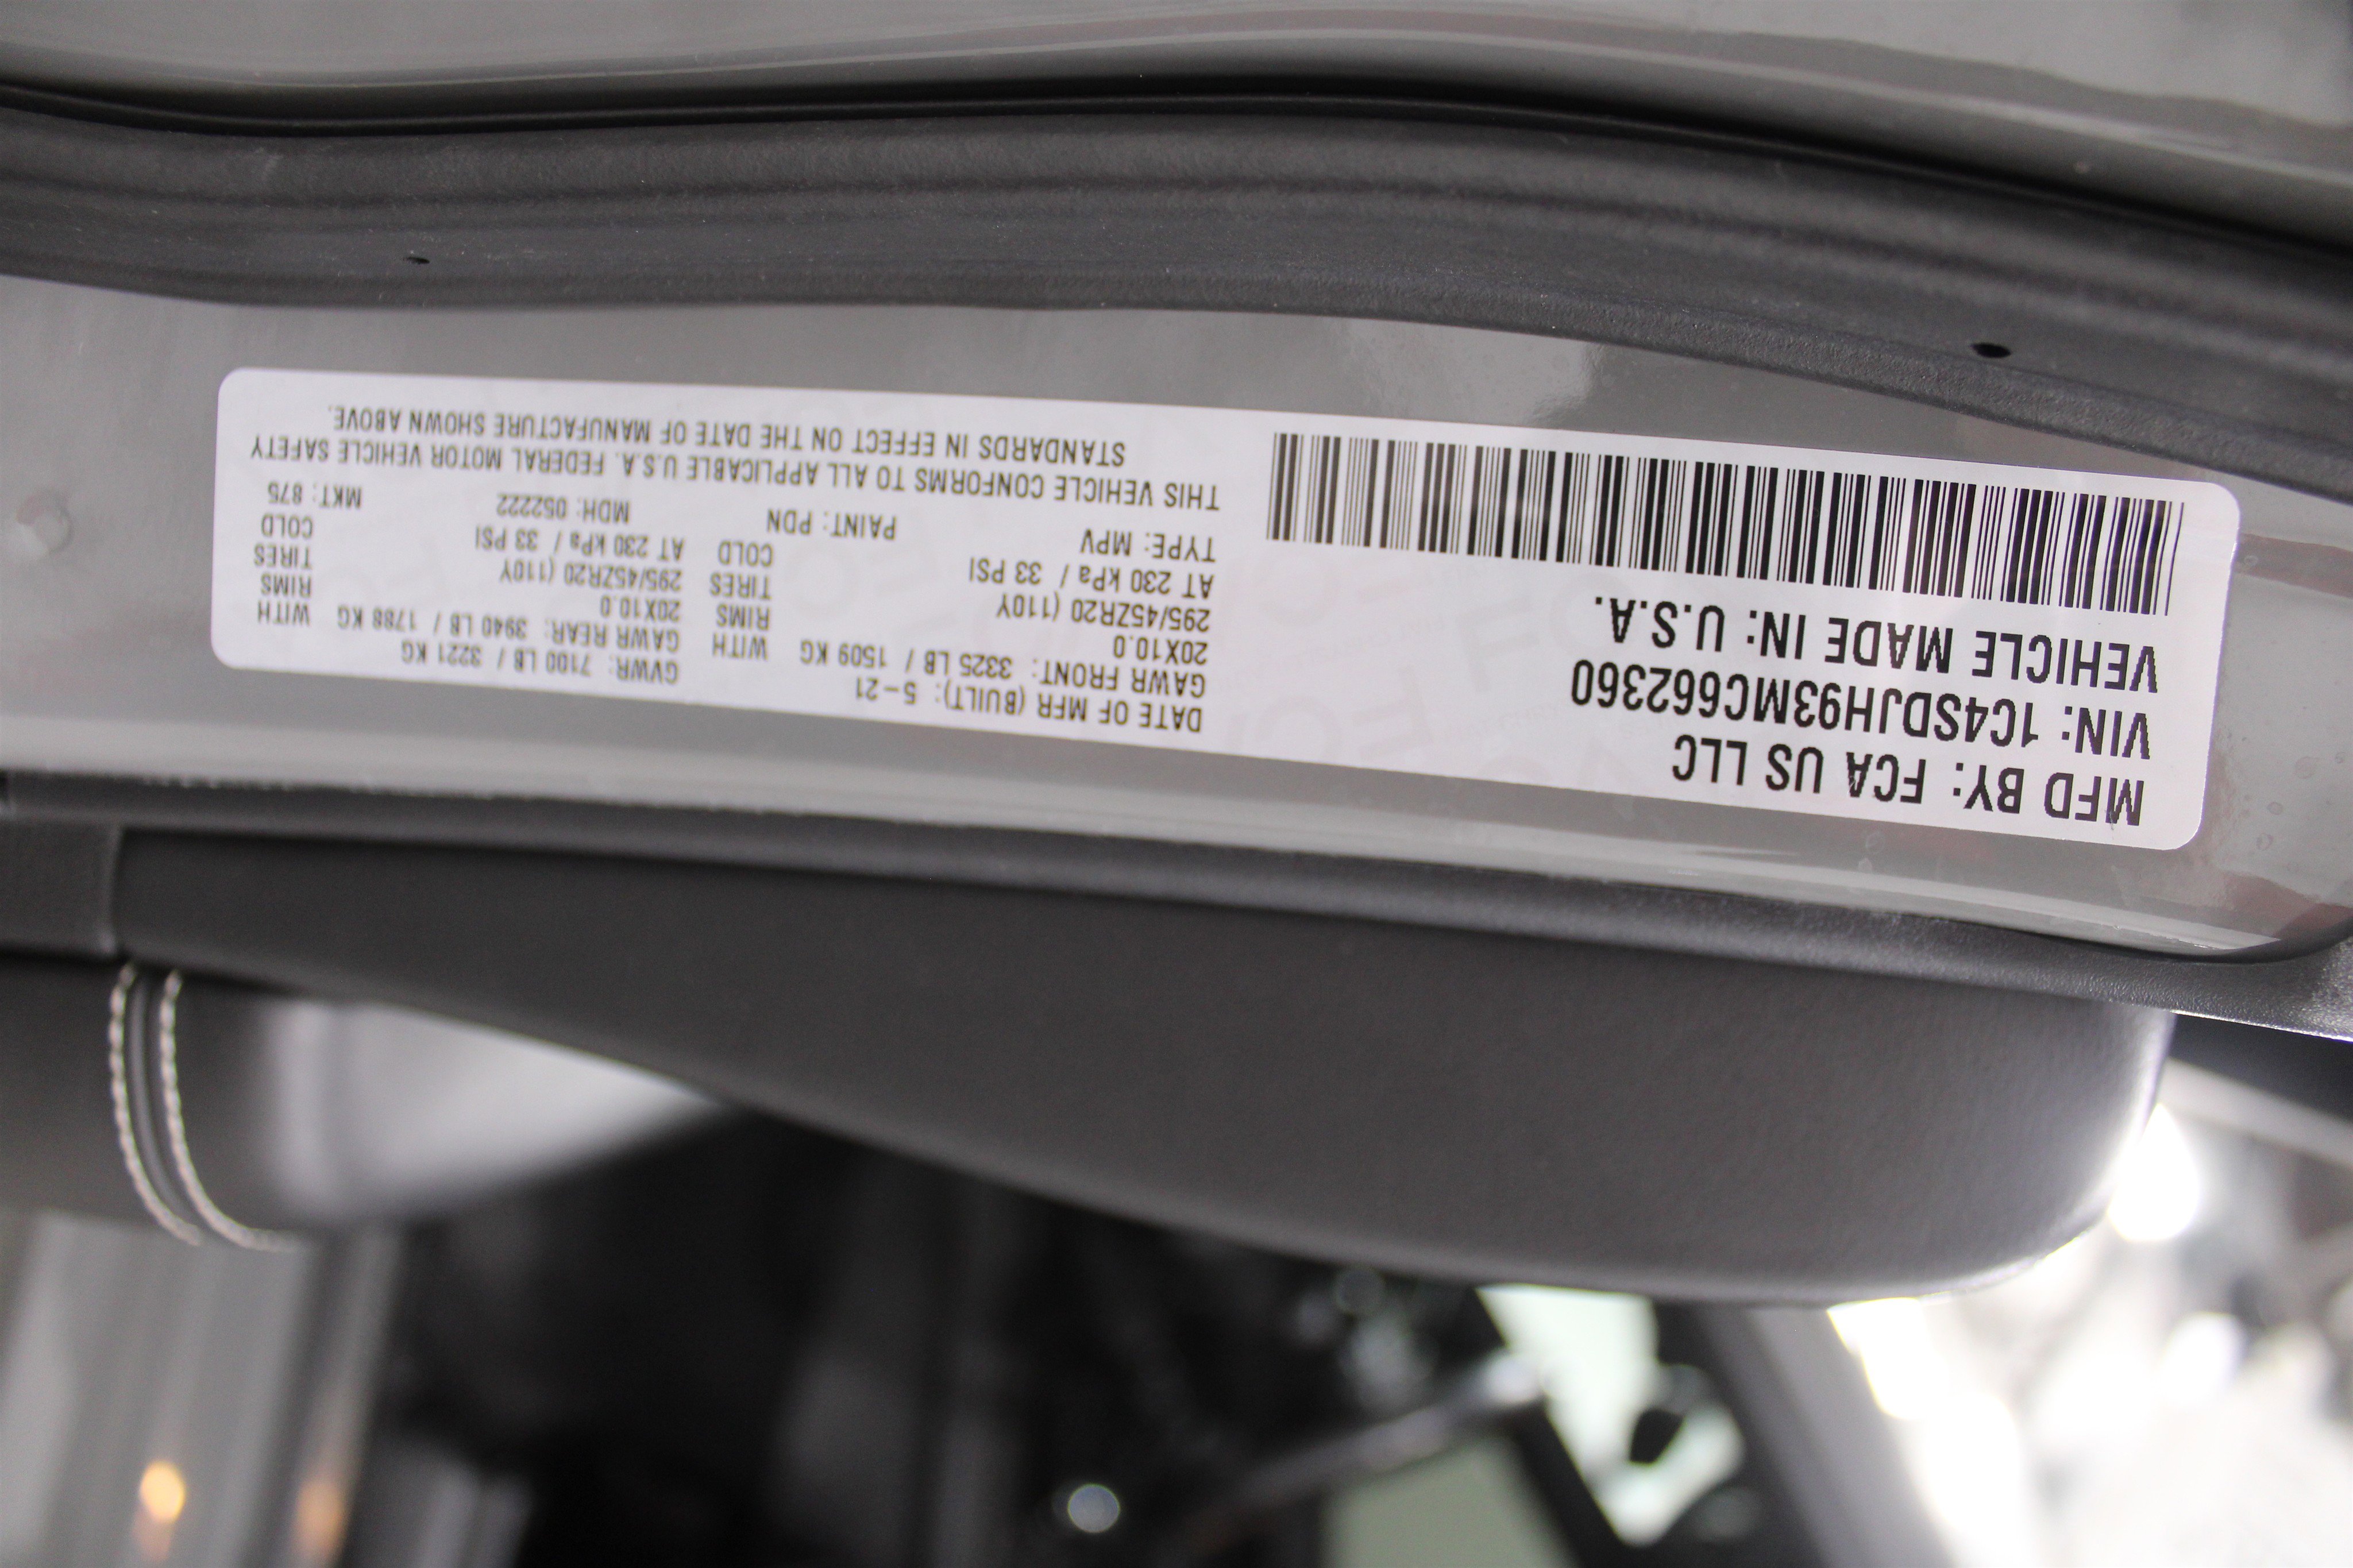 MFD BY: FCA US LLC
VIN: 1C4SDJH93MC662360
VEHICLE MADE IN: U.S.A.
DATE OF MFR (BUILT): 5-21
GVWR: 7100 LB / 3221 KG
GAWR FRONT: 3325 LB / 1509 KG WITH
20X10.0 RIMS
295/45ZR20 (110Y TIRES
AT 230 kPa / 33 PSI COLD
GAWR REAR: 3940 LB / 1788 KG WITH
20X10.0 RIMS
295/45ZR20 (110Y TIRES
AT 230 kPa / 33 PSI COLD
TYPE: MPV PAINT: PDN MDH: 052222 MKT: 875
THIS VEHICLE CONFORMS TO ALL APPLICABLE U.S.A. FEDERAL MOTOR VEHICLE SAFETY
STANDARDS IN EFFECT ON THE DATE OF MANUFACTURE SHOWN ABOVE.